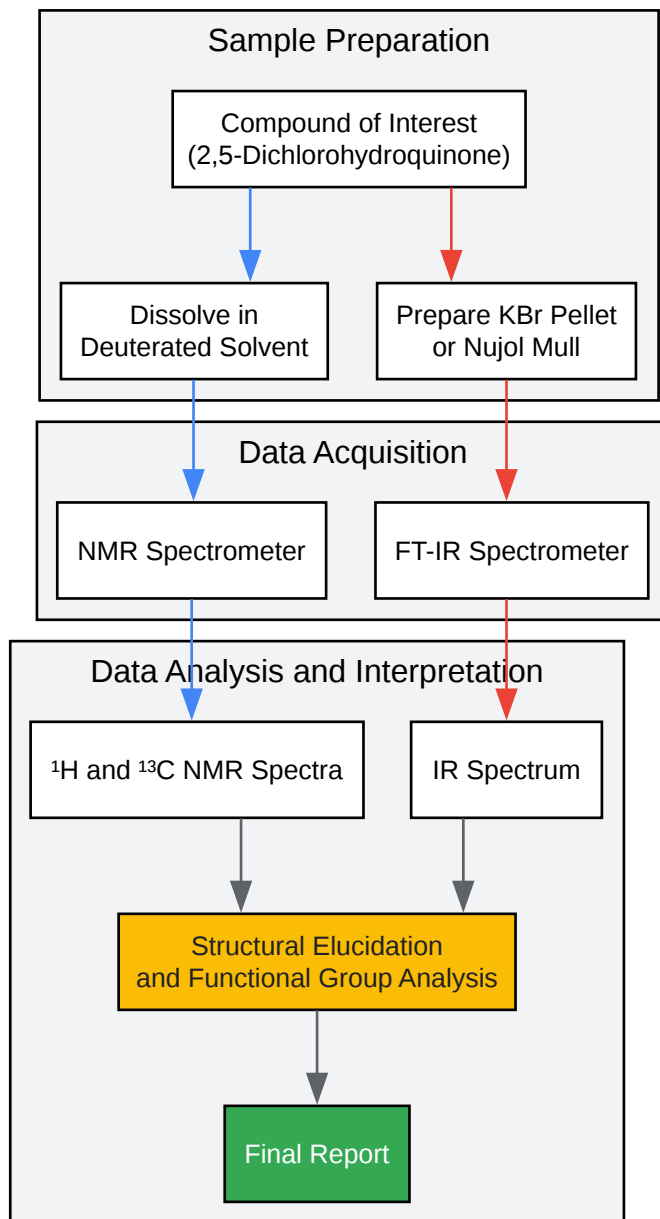 Sample Preparation
Compound of Interest
(2,5-Dichlorohydroquinone)
Dissolve in
Deuterated Solvent
Prepare KBr Pellet
or Nujol Mull
Data Acquisition
NMR Spectrometer
FT-IR Spectrometer
Data Analysis and Interpretation
¹H and ¹³C NMR Spectra
IR Spectrum
Structural Elucidation
and Functional Group Analysis
Final Report